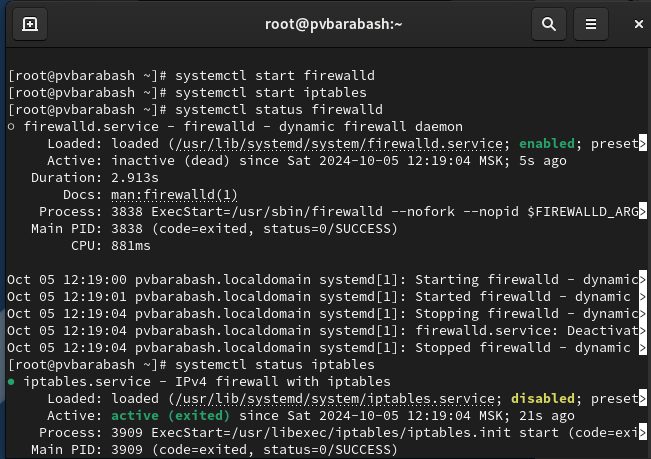 root@pvbarabash:~
[root@pvbarabash ~]# systemctl start firewalld
[root@pvbarabash ~]# systemctl start iptables
[root@pvbarabash ~]# systemctl status firewalld
○ firewalld.service - firewalld - dynamic firewall daemon
Loaded: loaded (/usr/lib/systemd/system/firewalld.service; enabled; preset>
Active: inactive (dead) since Sat 2024-10-05 12:19:04 MSK; 5s ago
Duration: 2.913s
Docs: man:firewalld(1)
Process: 3838 ExecStart=/usr/sbin/firewalld --nofork --nopid $FIREWALLD_ARG>
Main PID: 3838 (code=exited, status=0/SUCCESS)
CPU: 881ms
Oct 05 12:19:00 pvbarabash.localdomain systemd[1]: Starting firewalld - dynamic>
Oct 05 12:19:01 pvbarabash.localdomain systemd[1]: Started firewalld - dynamic >
Oct 05 12:19:04 pvbarabash.localdomain systemd[1]: Stopping firewalld - dynamic>
Oct 05 12:19:04 pvbarabash.localdomain systemd[1]: firewalld.service: Deactivat>
Oct 05 12:19:04 pvbarabash.localdomain systemd[1]: Stopped firewalld - dynamic >
[root@pvbarabash ~]# systemctl status iptables
● iptables.service - IPv4 firewall with iptables
Loaded: loaded (/usr/lib/systemd/system/iptables.service; disabled; preset>
Active: active (exited) since Sat 2024-10-05 12:19:04 MSK; 21s ago
Process: 3909 ExecStart=/usr/libexec/iptables/iptables.init start (code=exi>
Main PID: 3909 (code=exited, status=0/SUCCESS)